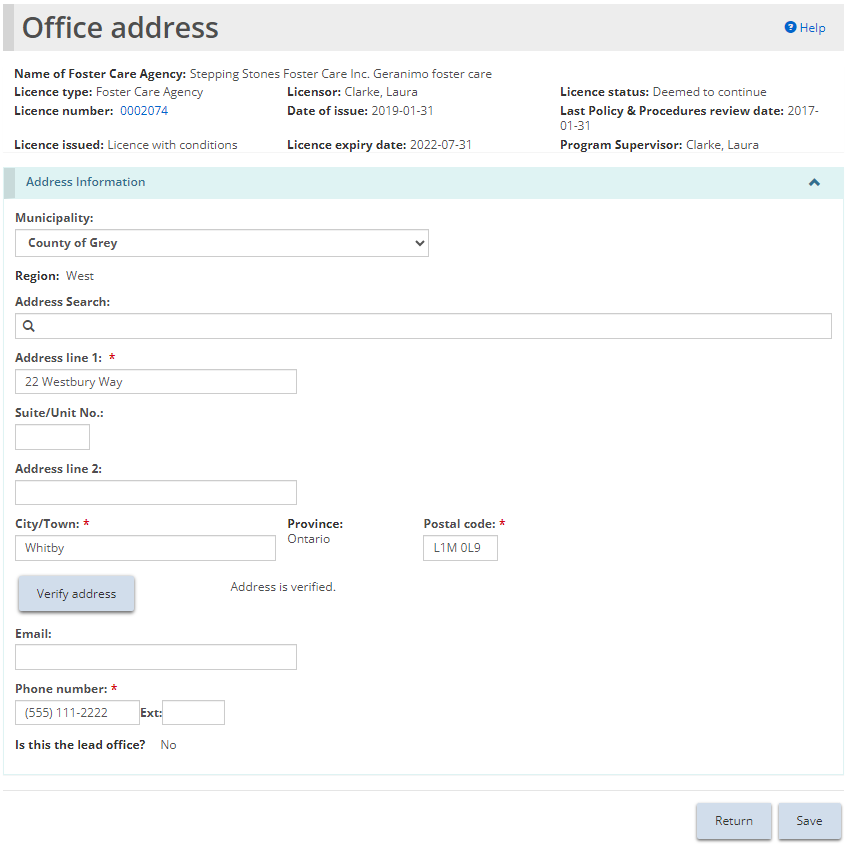 Office address
Help
Name of Foster Care Agency: Stepping Stones Foster Care Inc. Geranimo foster care
Licence type: Foster Care Agency Licensor: Clarke, Laura Licence status: Deemed to continue
Licence number: 0002074 Date of issue: 2019-01-31 Last Policy & Procedures review date: 2017-
01-31
Licence issued: Licence with conditions Licence expiry date: 2022-07-31 Program Supervisor: Clarke, Laura
Address Information
Municipality:
County of Grey
Region: West
Address Search:
Address line 1: *
22 Westbury Way
Suite/Unit No.:
Address line 2:
City/Town: * Province: Postal code: *
Whitby Ontario L1M 0L9
Verify address Address is verified.
Email:
Phone number: *
(555) 111-2222 Ext:
Is this the lead office? No
Return Save